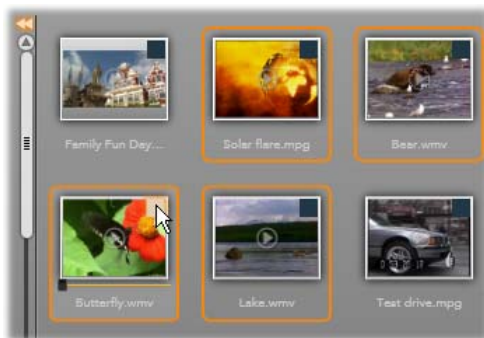 Family Fun Day...
Solar flare.mpg
Bear.wmv
Butterfly.wmv
Lake.wmv
Test drive.mpg